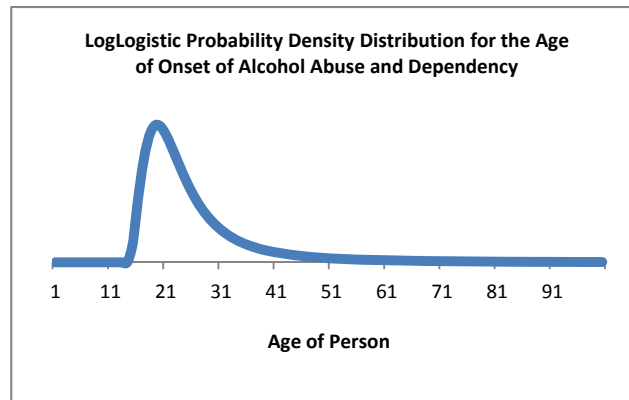 LogLogistic Probability Density Distribution for the Age
of Onset of Alcohol Abuse and Dependency
1 11 21 31 41 51 61 71 81 91
Age of Person